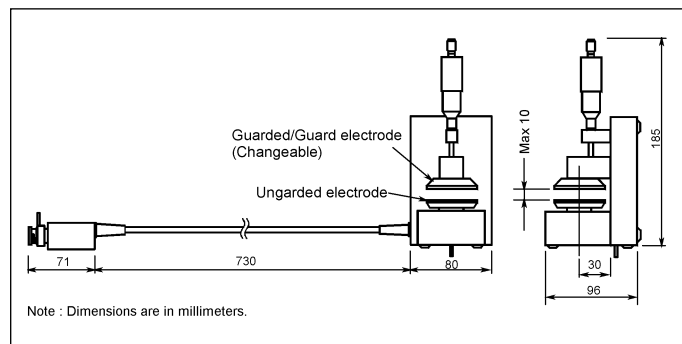 Guarded/Guard electrode
(Changeable)
Ungarded electrode
Max 10
185
71
730
80
30
96
Note : Dimensions are in millimeters.